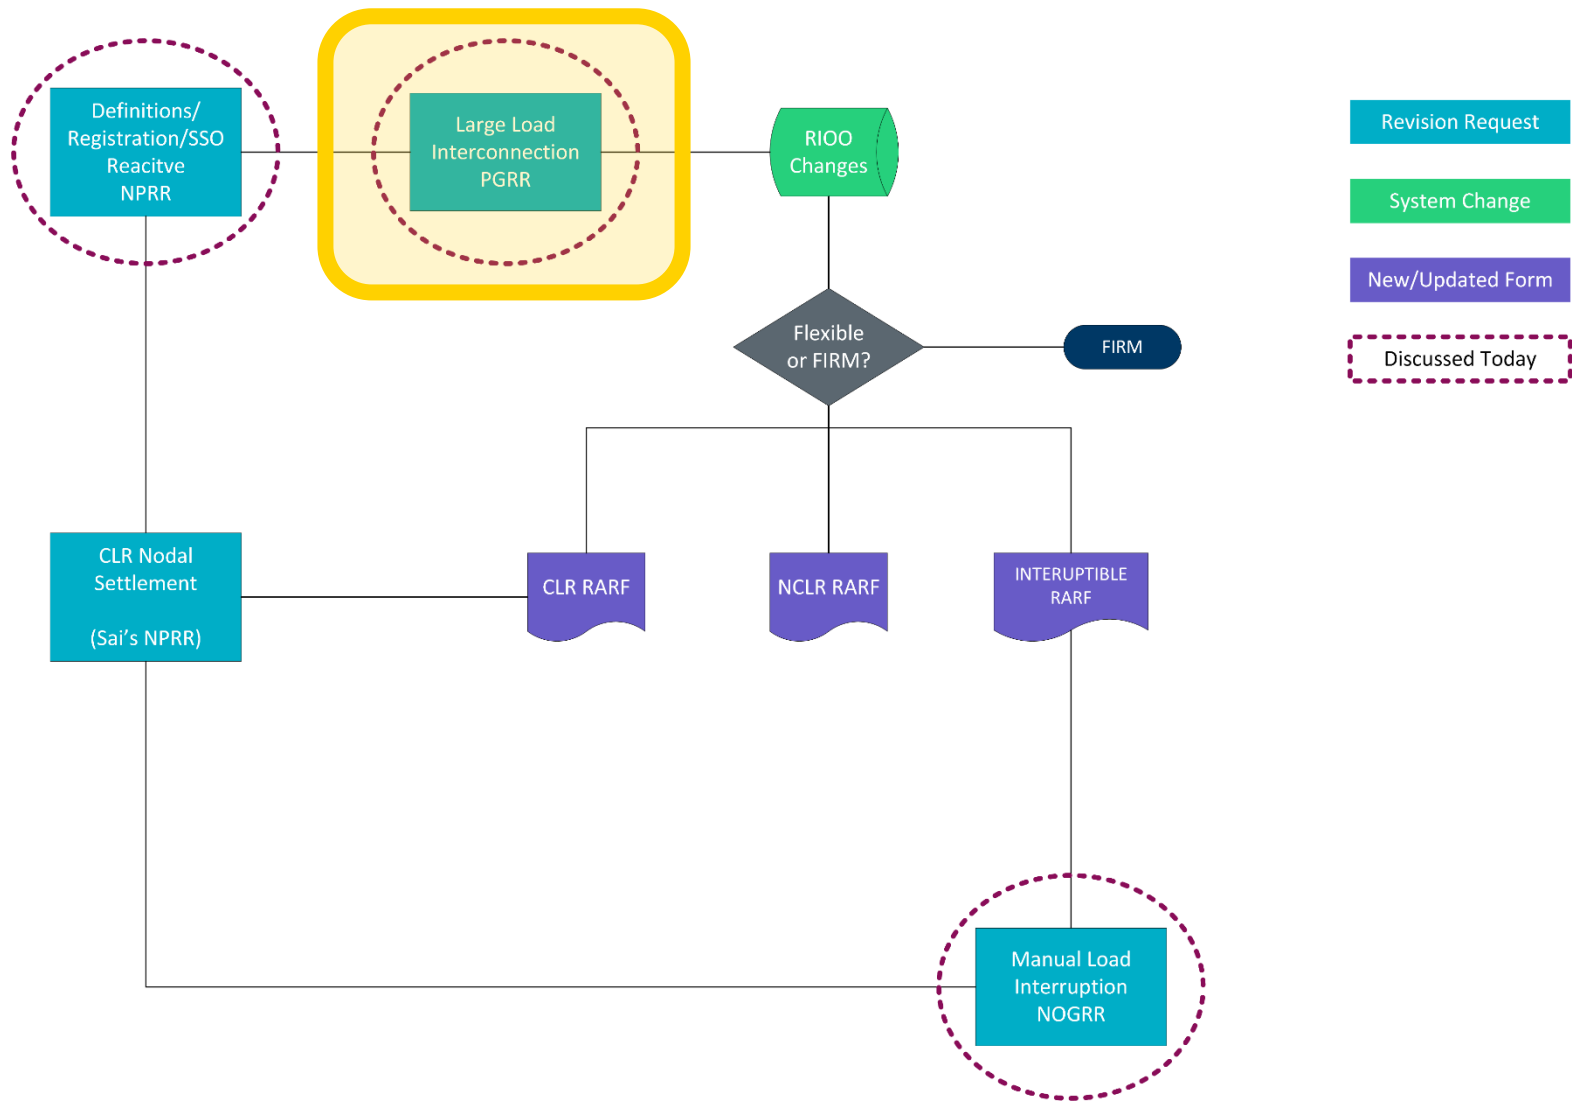 Definitions/
Registration/SSO
Reacitve
NPRR
Large Load
Interconnection
PGRR
RIOO
Changes
Revision Request
System Change
New/Updated Form
Discussed Today
Flexible
or FIRM?
FIRM
CLR Nodal
Settlement
(Sai's NPRR)
CLR RARF
NCLR RARF
INTERUPTIBLE
RARF
Manual Load
Interruption
NOGRR